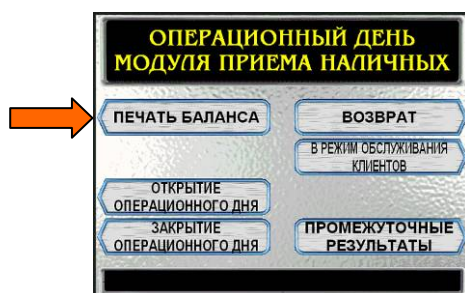 ОПЕРАЦИОННЫЙ ДЕНЬ
МОДУЛЯ ПРИЕМА НАЛИЧНЫХ
ПЕЧАТЬ БАЛАНСА
ВОЗВРАТ
В РЕЖИМ ОБСЛУЖИВАНИЯ
КЛИЕНТОВ
ОТКРЫТИЕ
ОПЕРАЦИОННОГО ДНЯ
ЗАКРЫТИЕ
ОПЕРАЦИОННОГО ДНЯ
ПРОМЕЖУТОЧНЫЕ
РЕЗУЛЬТАТЫ